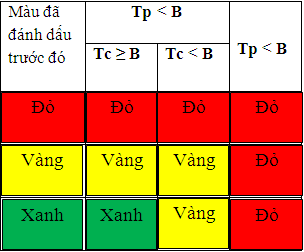 Màu đã đánh dấu trước đó	Tp < B	Tp < B
Tc ≥ B	Tc < B
Đỏ	Đỏ	Đỏ	Đỏ
Vàng	Vàng	Vàng	Đỏ
Xanh	Xanh	Vàng	Đỏ